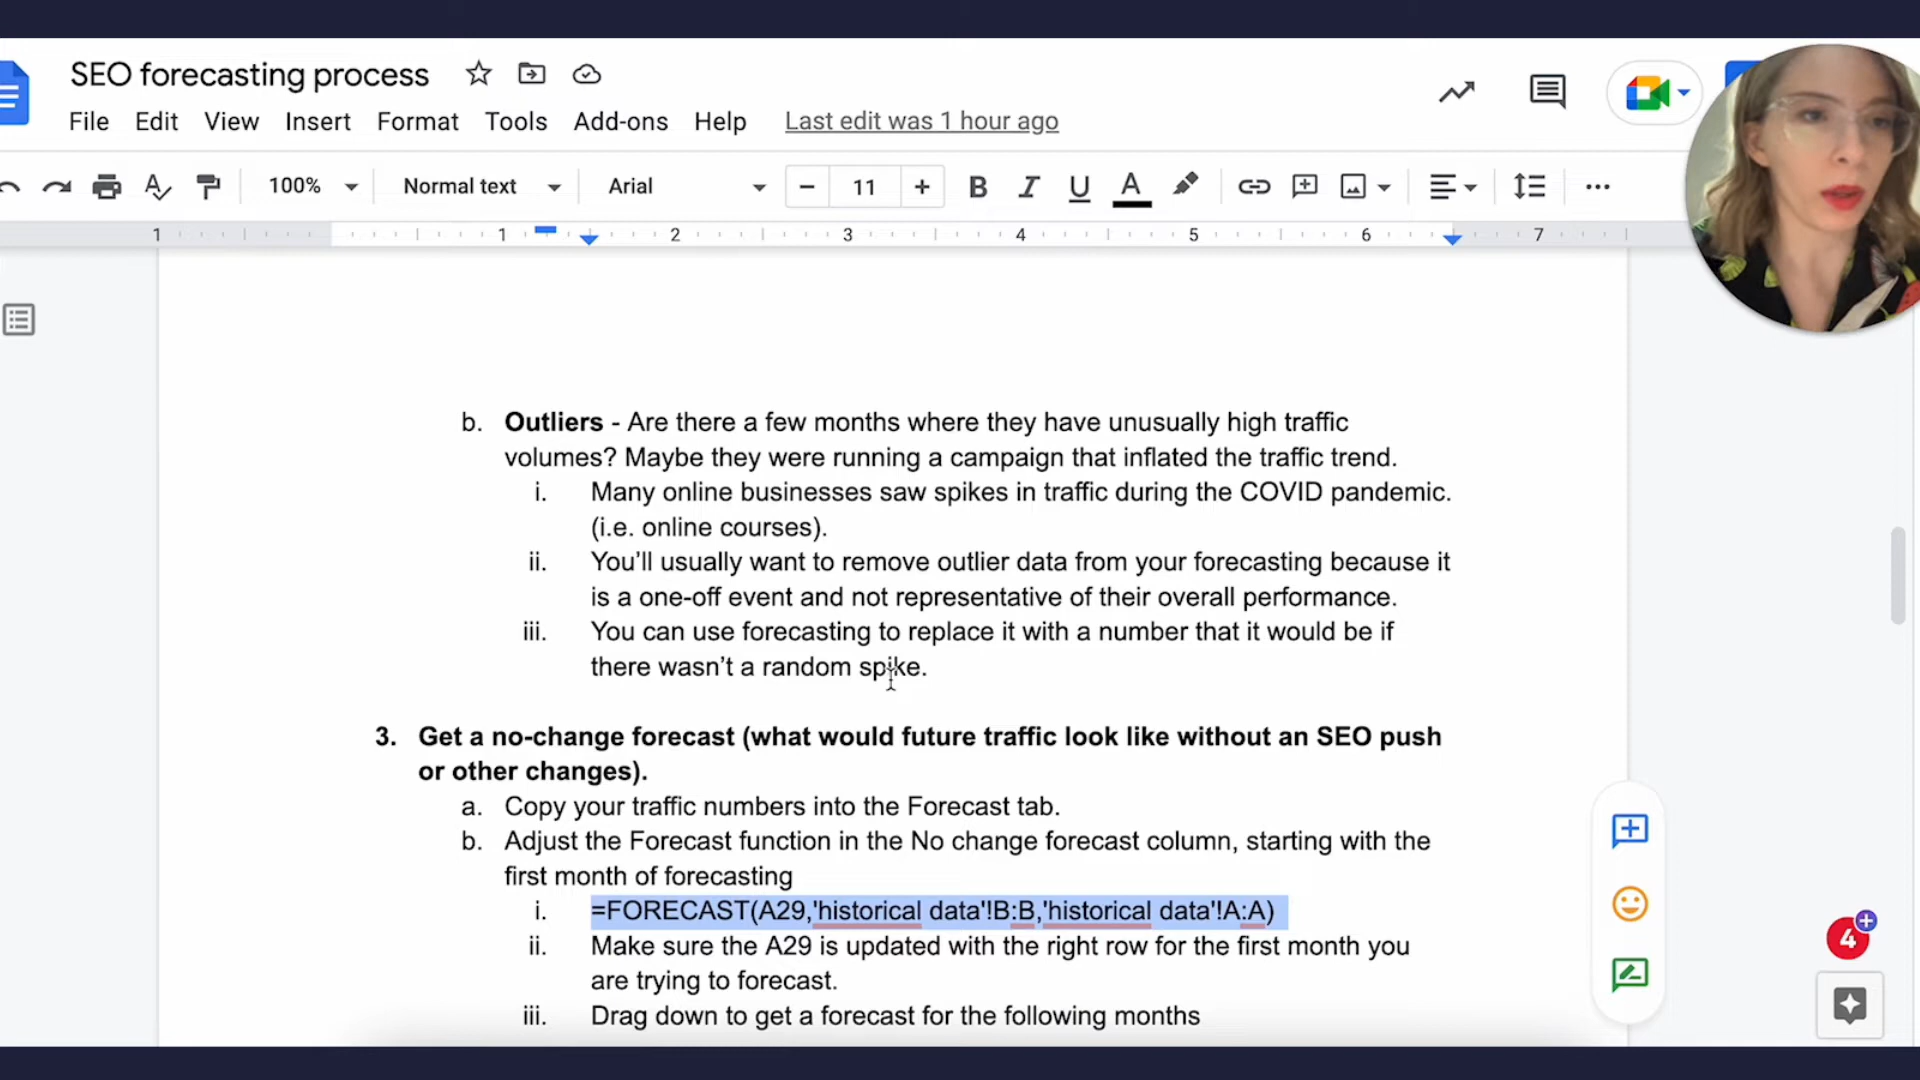 SEO forecasting process
File Edit View Insert Format Tools Add-ons Help Last edit was 1 hour ago
100% Normal text Arial 11 B I U A
1 1 2 3 4 5 6 7
b. Outliers - Are there a few months where they have unusually high traffic
volumes? Maybe they were running a campaign that inflated the traffic trend.
i. Many online businesses saw spikes in traffic during the COVID pandemic.
(i.e. online courses).
ii. You'll usually want to remove outlier data from your forecasting because it
is a one-off event and not representative of their overall performance.
iii. You can use forecasting to replace it with a number that it would be if
there wasn't a random spike.
3. Get a no-change forecast (what would future traffic look like without an SEO push
or other changes).
a. Copy your traffic numbers into the Forecast tab.
b. Adjust the Forecast function in the No change forecast column, starting with the
first month of forecasting
i. =FORECAST(A29,'historical data'!B:B,'historical data'!A:A)
ii. Make sure the A29 is updated with the right row for the first month you
are trying to forecast.
iii. Drag down to get a forecast for the following months
4